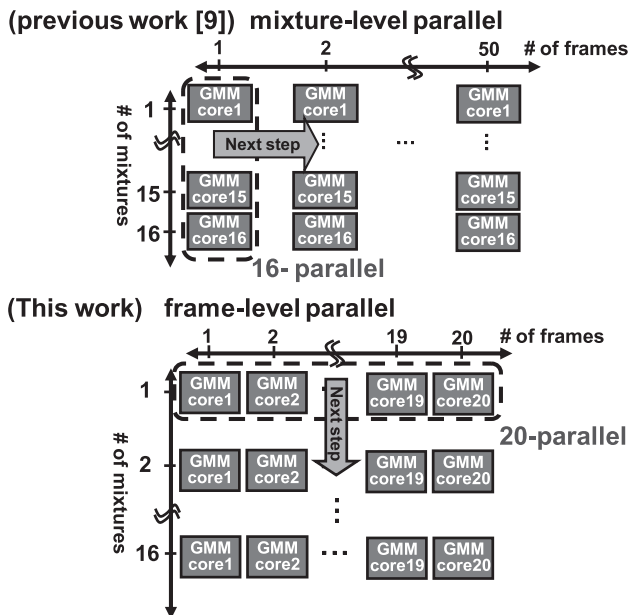 (previous work [9]) mixture-level parallel
1 2 50 # of frames
# of mixtures
1
GMM core1 GMM core1 GMM core1
Next step
15
GMM core15 GMM core15 GMM core15
16
GMM core16 GMM core16 GMM core16
16- parallel
(This work) frame-level parallel
1 2 19 20 # of frames
# of mixtures
1
GMM core1 GMM core2 GMM core19 GMM core20
Next step
20-parallel
2
GMM core1 GMM core2 GMM core19 GMM core20
16
GMM core1 GMM core2 GMM core19 GMM core20